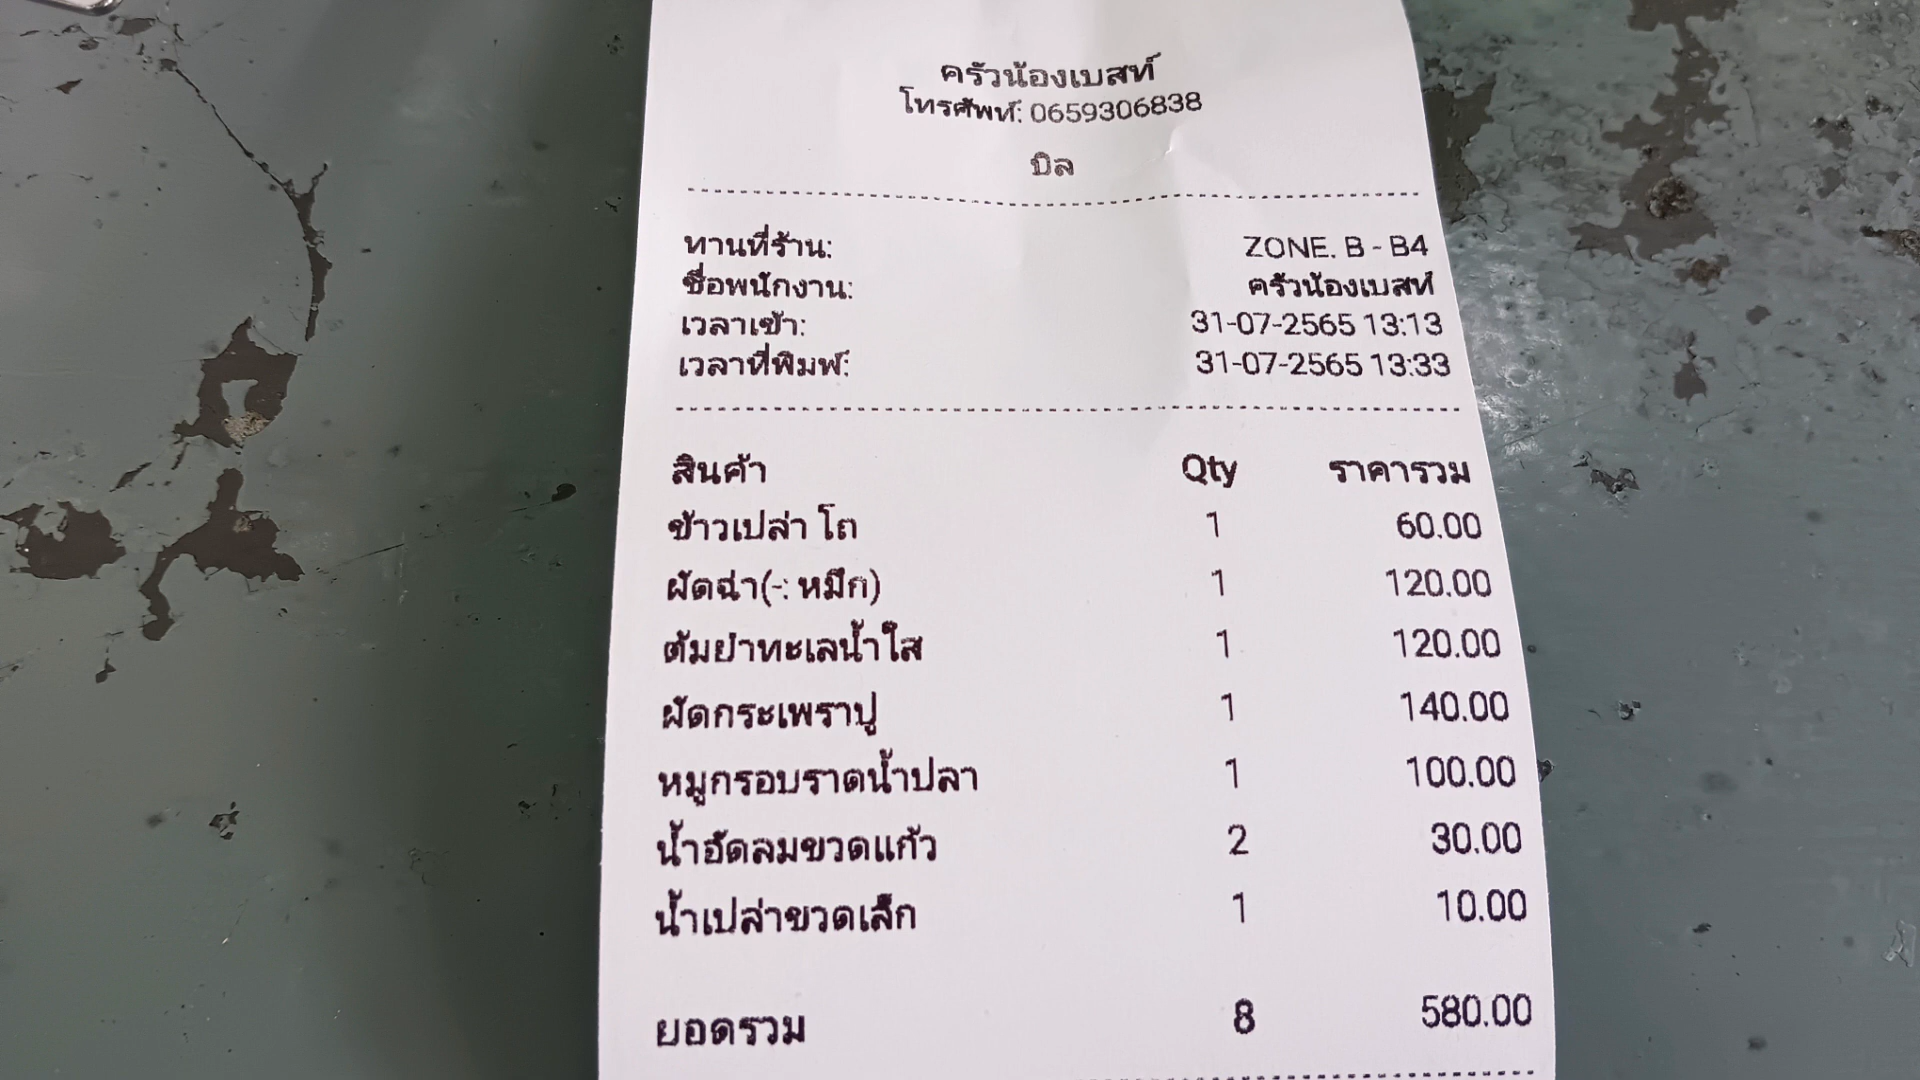 ครัวน้องเบสท์
โทรศัพท์: 0659306838
บิล
ทานที่ร้าน: ZONE. B - B4
ชื่อพนักงาน: ครัวน้องเบสท์
เวลาเข้า: 31-07-2565 13:13
เวลาที่พิมพ์: 31-07-2565 13:33
สินค้า Qty ราคารวม
ข้าวเปล่า โถ 1 60.00
ผัดฉ่า(-: หมึก) 1 120.00
ต้มยำทะเลน้ำใส 1 120.00
ผัดกระเพราปู 1 140.00
หมูกรอบราดน้ำปลา 1 100.00
น้ำอัดลมขวดแก้ว 2 30.00
น้ำเปล่าขวดเล็ก 1 10.00
ยอดรวม 8 580.00